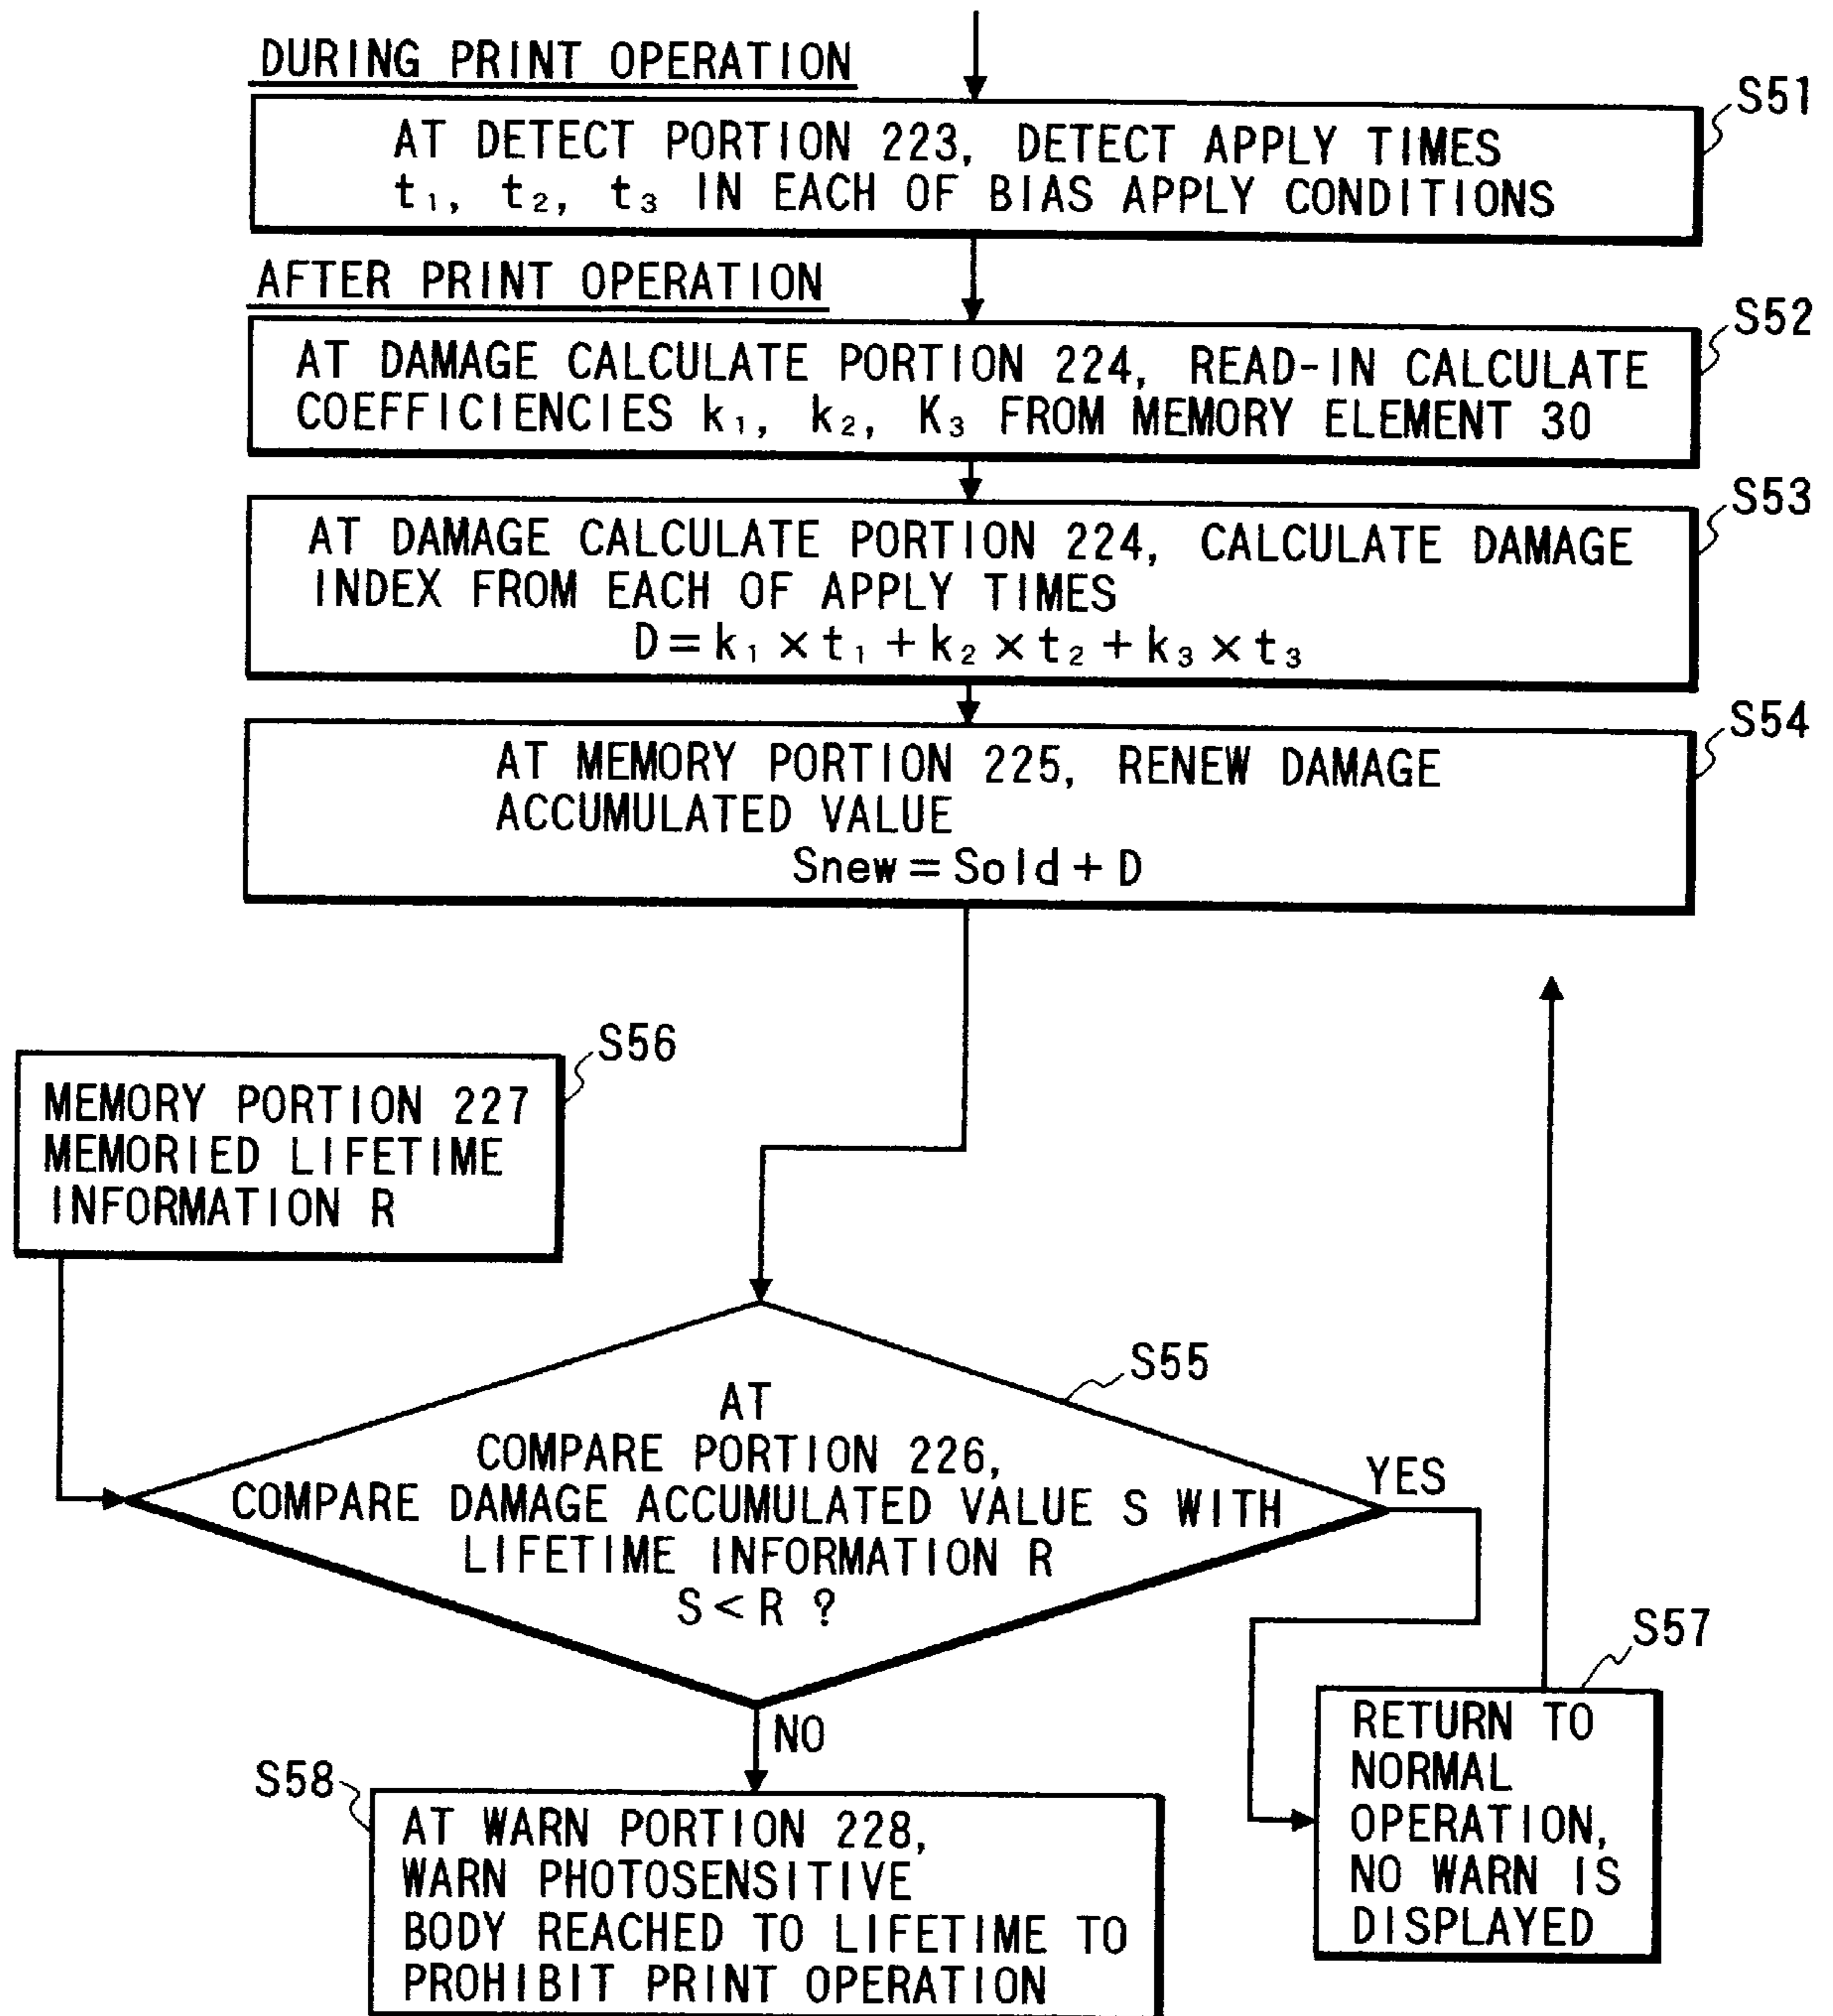 DURING PRINT OPERATION
S51
AT DETECT PORTION 223, DETECT APPLY TIMES
t₁, t₂, t₃ IN EACH OF BIAS APPLY CONDITIONS
AFTER PRINT OPERATION
S52
AT DAMAGE CALCULATE PORTION 224, READ-IN CALCULATE
COEFFICIENCIES k₁, k₂, K₃ FROM MEMORY ELEMENT 30
S53
AT DAMAGE CALCULATE PORTION 224, CALCULATE DAMAGE
INDEX FROM EACH OF APPLY TIMES
D=k₁×t₁+k₂×t₂+k₃×t₃
S54
AT MEMORY PORTION 225, RENEW DAMAGE
ACCUMULATED VALUE
Snew=Sold+D
S56
MEMORY PORTION 227
MEMORIED LIFETIME
INFORMATION R
S55
AT
COMPARE PORTION 226,
COMPARE DAMAGE ACCUMULATED VALUE S WITH
LIFETIME INFORMATION R
S<R ?
YES
NO
S57
RETURN TO
NORMAL
OPERATION,
NO WARN IS
DISPLAYED
S58
AT WARN PORTION 228,
WARN PHOTOSENSITIVE
BODY REACHED TO LIFETIME TO
PROHIBIT PRINT OPERATION